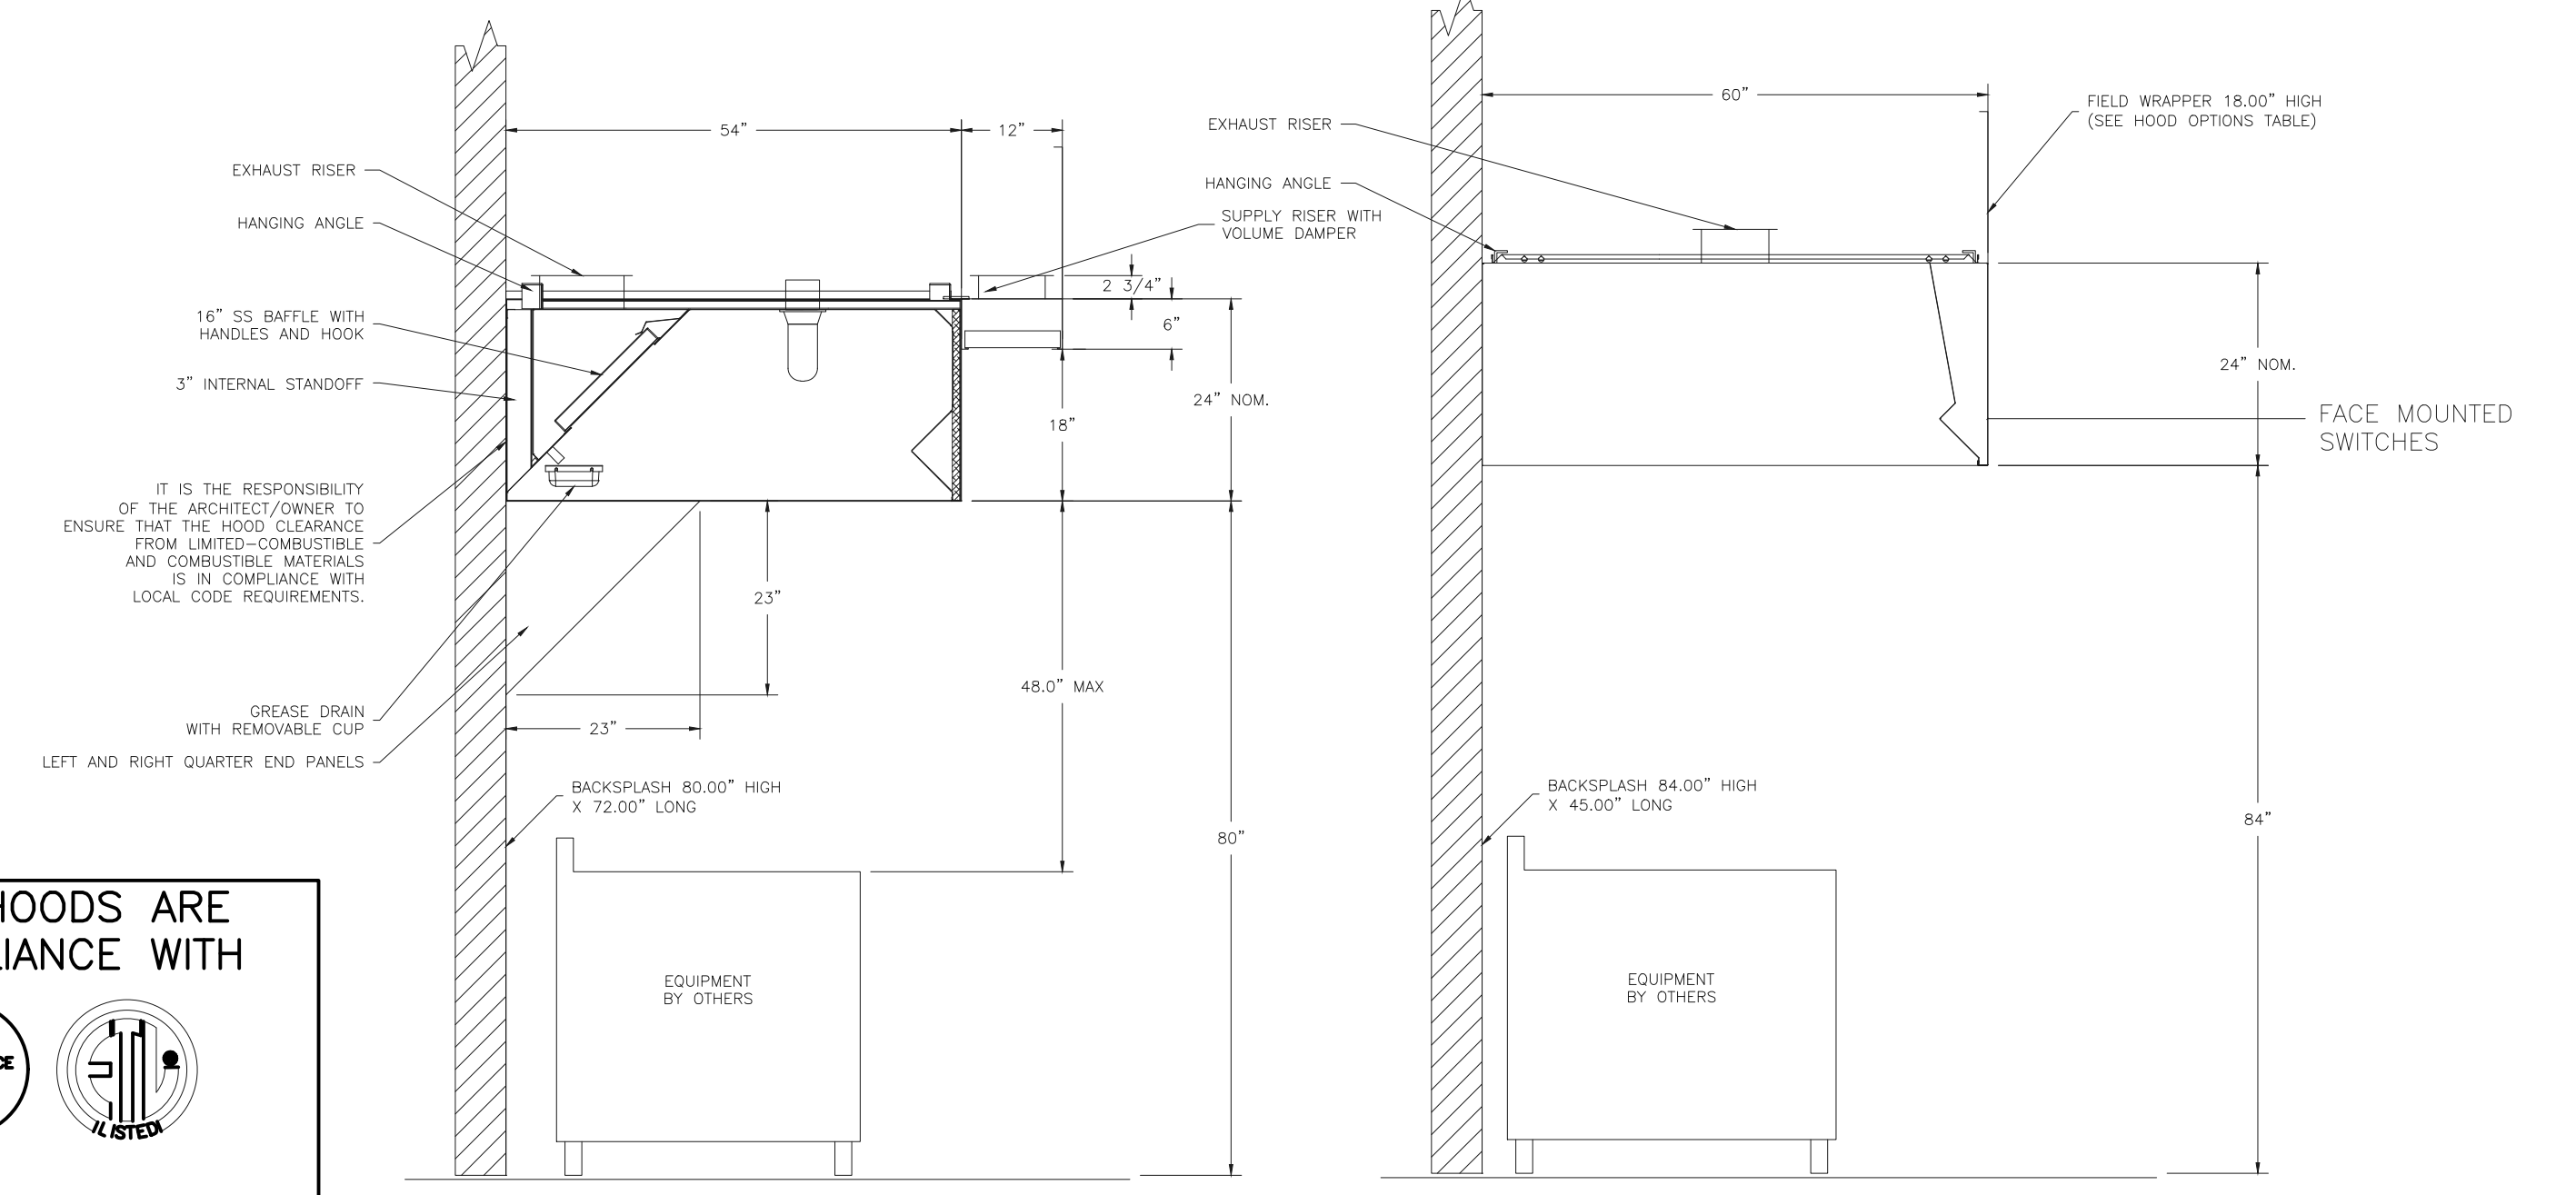 54”
12”
EXHAUST RISER
HANGING ANGLE
16” SS BAFFLE WITH
HANDLES AND HOOK
3” INTERNAL STANDOFF
IT IS THE RESPONSIBILITY
OF THE ARCHITECT/OWNER TO
ENSURE THAT THE HOOD CLEARANCE
FROM LIMITED-COMBUSTIBLE
AND COMBUSTIBLE MATERIALS
IS IN COMPLIANCE WITH
LOCAL CODE REQUIREMENTS.
GREASE DRAIN
WITH REMOVABLE CUP
LEFT AND RIGHT QUARTER END PANELS
2 3/4”
6”
24” NOM.
18”
23”
23”
48.0” MAX
80”
BACKSPLASH 80.00” HIGH
X 72.00” LONG
EQUIPMENT
BY OTHERS
HOODS ARE
LIANCE WITH
CE
LISTED
EXHAUST RISER
HANGING ANGLE
SUPPLY RISER WITH
VOLUME DAMPER
60”
FIELD WRAPPER 18.00” HIGH
(SEE HOOD OPTIONS TABLE)
24” NOM.
FACE MOUNTED
SWITCHES
BACKSPLASH 84.00” HIGH
X 45.00” LONG
84”
EQUIPMENT
BY OTHERS